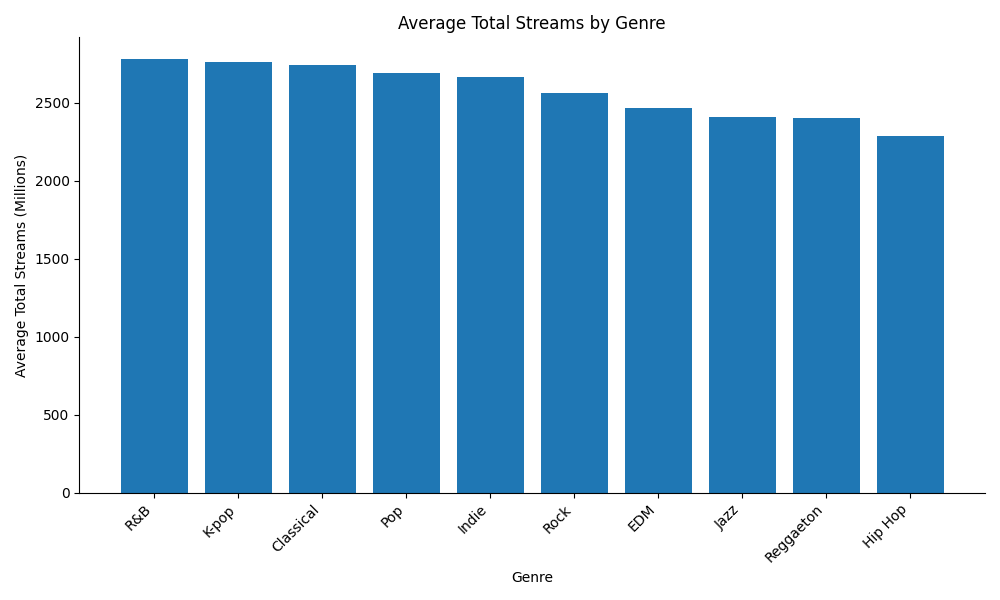 Average Total Streams by Genre
Average Total Streams (Millions)
2500
2000
1500
1000
500
0
R&B
K-pop
Classical
Pop
Indie
Rock
EDM
Jazz
Reggaeton
Hip Hop
Genre